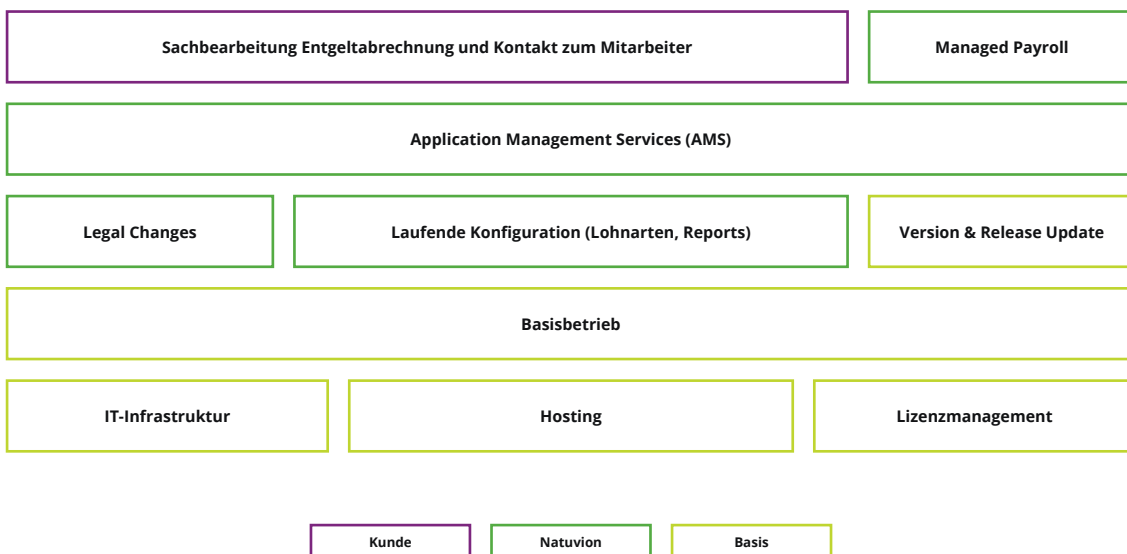 Sachbearbeitung Entgeltabrechnung und Kontakt zum Mitarbeiter
Managed Payroll
Application Management Services (AMS)
Legal Changes
Laufende Konfiguration (Lohnarten, Reports)
Version & Release Update
Basisbetrieb
IT-Infrastruktur
Hosting
Lizenzmanagement
Kunde
Natuvion
Basis